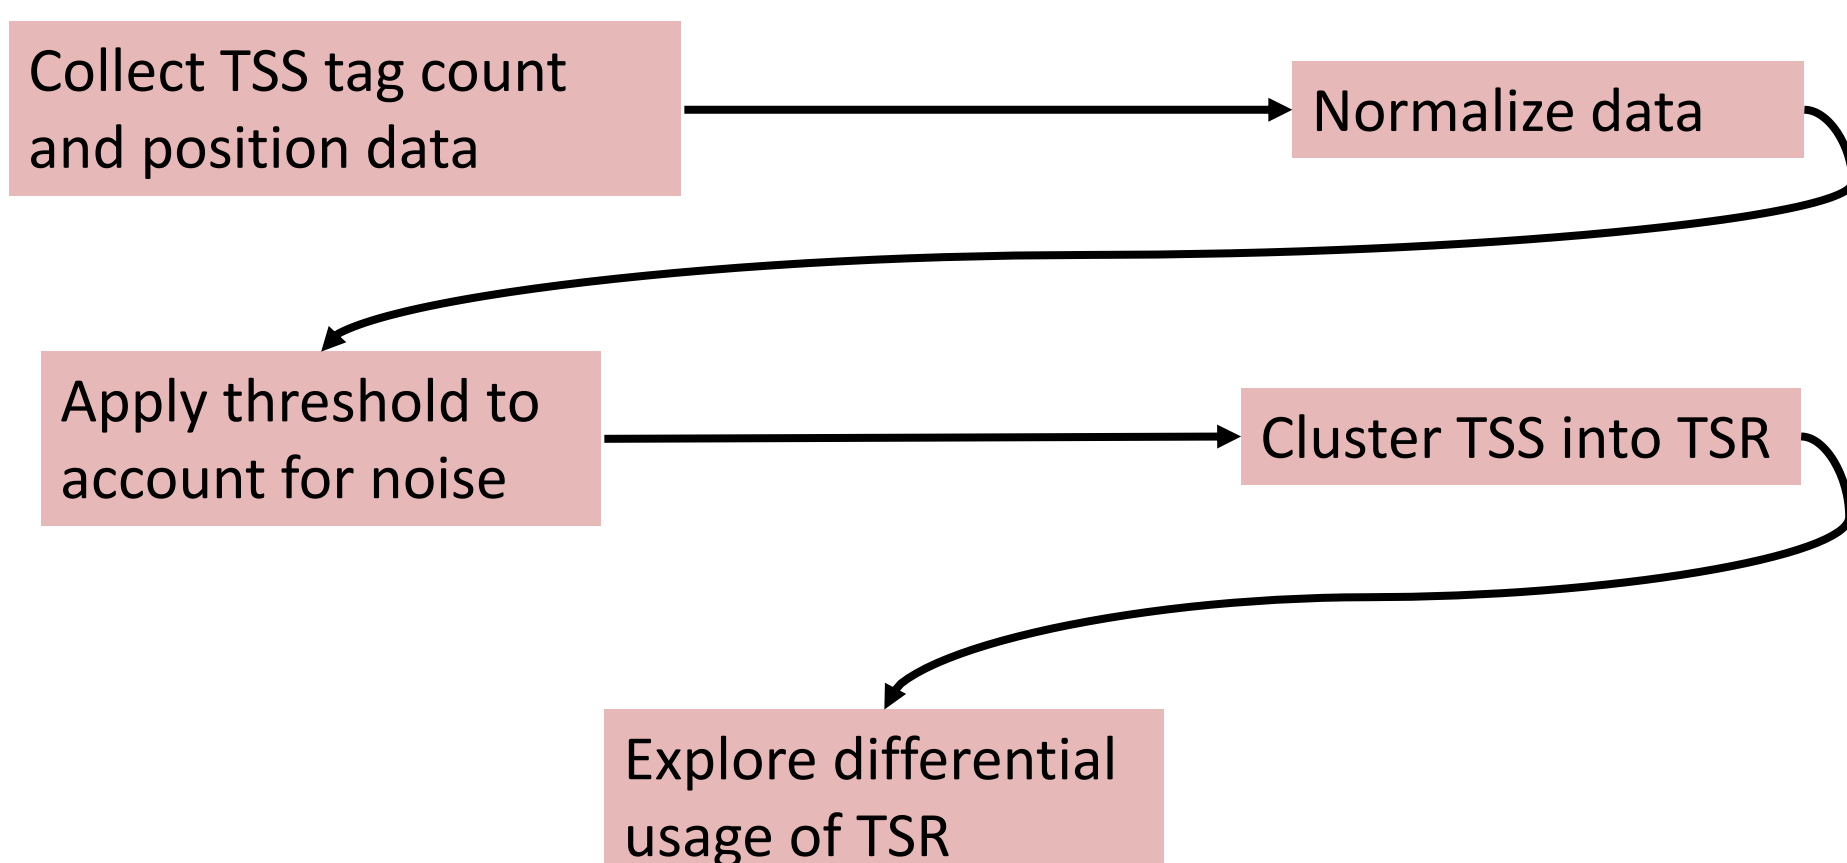 Collect TSS tag count
and position data
Normalize data
Apply threshold to
account for noise
Cluster TSS into TSR
Explore differential
usage of TSR